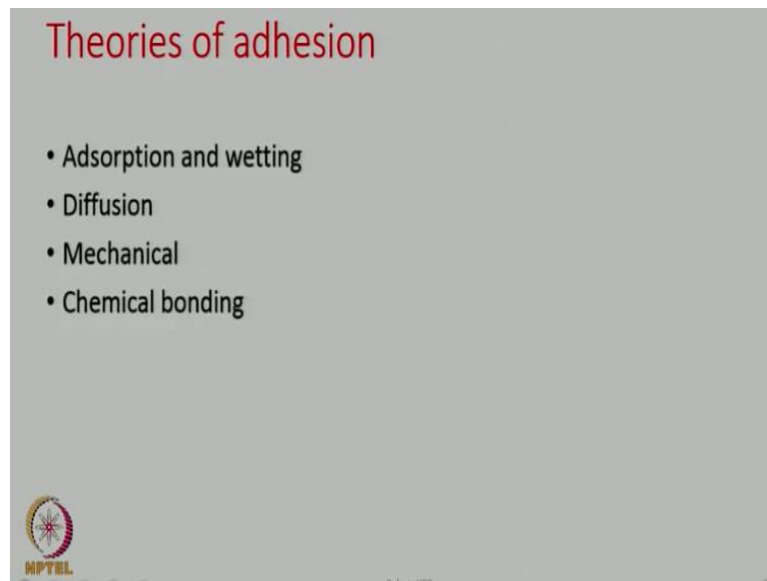 Theories of adhesion
• Adsorption and wetting
• Diffusion
• Mechanical
• Chemical bonding
NPTEL